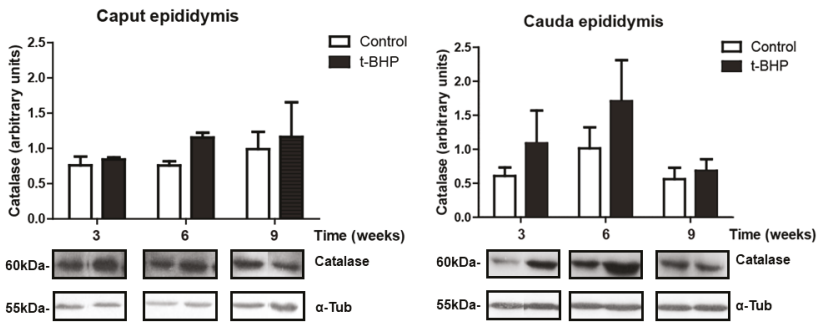 Caput epididymis
Control
t-BHP
Catalase (arbitrary units)
2.5
2.0
1.5
1.0
0.5
0.0
3 6 9 Time (weeks)
60kDa- Catalase
55kDa- α-Tub
Cauda epididymis
Control
t-BHP
Catalase (arbitrary units)
2.5
2.0
1.5
1.0
0.5
0.0
3 6 9 Time (weeks)
60kDa- Catalase
55kDa- α-Tub